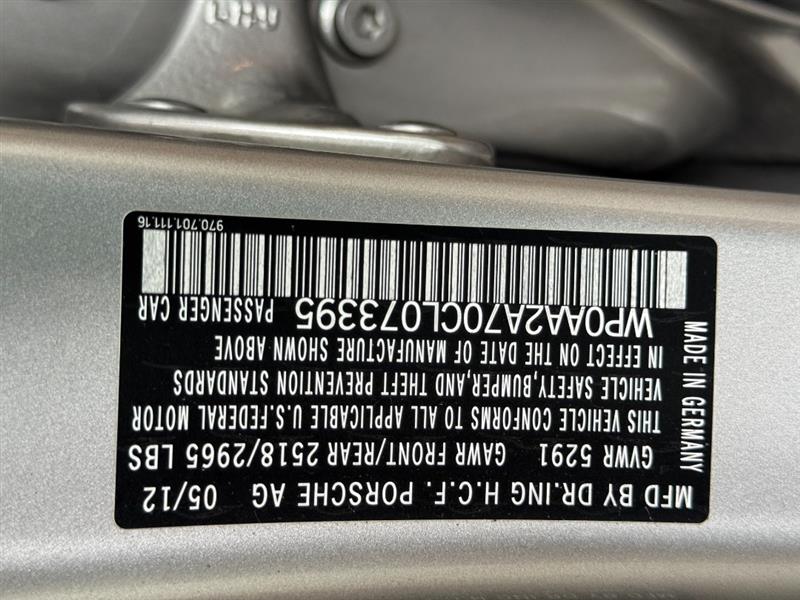 MFD BY DR.ING H.C.F. PORSCHE AG 05/12
GVWR 5291 GAWR FRONT/REAR 2518/2965 LBS
THIS VEHICLE CONFORMS TO ALL APPLICABLE U.S.FEDERAL MOTOR
VEHICLE SAFETY,BUMPER,AND THEFT PREVENTION STANDARDS
IN EFFECT ON THE DATE OF MANUFACTURE SHOWN ABOVE
WP0AA2A70CL073395 PASSENGER CAR
MADE IN GERMANY
970.701.111.16